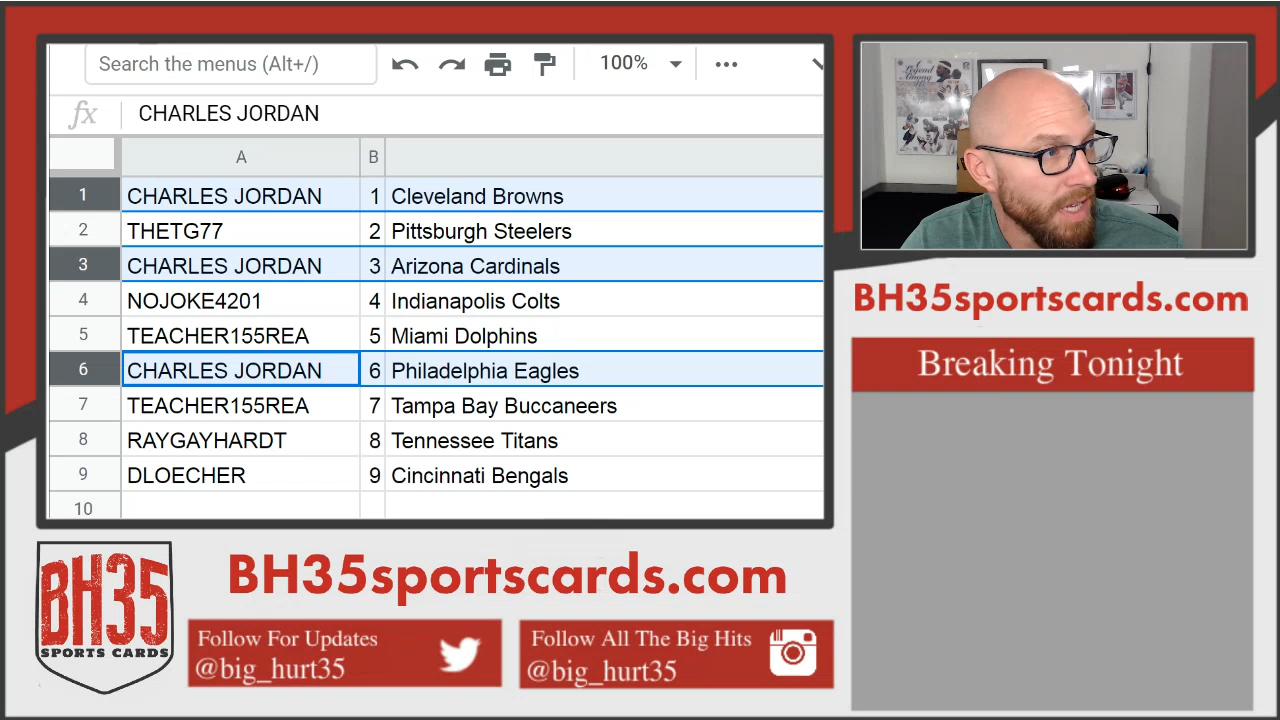 Search the menus (Alt+/)
100%
fx
CHARLES JORDAN
A B
1 CHARLES JORDAN 1 Cleveland Browns
2 THETG77 2 Pittsburgh Steelers
3 CHARLES JORDAN 3 Arizona Cardinals
4 NOJOKE4201 4 Indianapolis Colts
5 TEACHER155REA 5 Miami Dolphins
6 CHARLES JORDAN 6 Philadelphia Eagles
7 TEACHER155REA 7 Tampa Bay Buccaneers
8 RAYGAYHARDT 8 Tennessee Titans
9 DLOECHER 9 Cincinnati Bengals
10
Legend
BH35sportscards.com
Breaking Tonight
BH35
SPORTS CARDS
BH35sportscards.com
Follow For Updates
@big_hurt35
Follow All The Big Hits
@big_hurt35